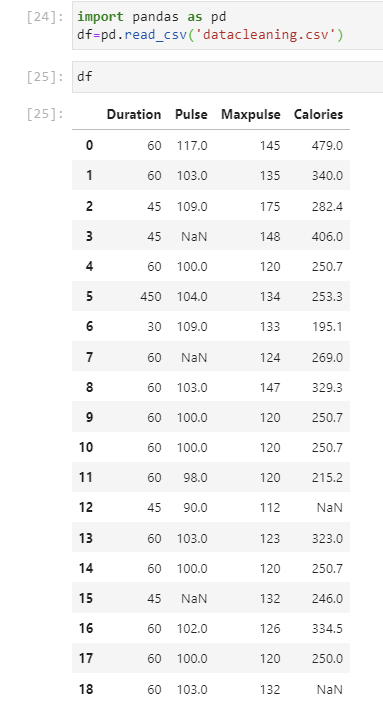 [24]: import pandas as pd
df=pd.read_csv('datacleaning.csv')
[25]: df
[25]: Duration Pulse Maxpulse Calories
0 60 117.0 145 479.0
1 60 103.0 135 340.0
2 45 109.0 175 282.4
3 45 NaN 148 406.0
4 60 100.0 120 250.7
5 450 104.0 134 253.3
6 30 109.0 133 195.1
7 60 NaN 124 269.0
8 60 103.0 147 329.3
9 60 100.0 120 250.7
10 60 100.0 120 250.7
11 60 98.0 120 215.2
12 45 90.0 112 NaN
13 60 103.0 123 323.0
14 60 100.0 120 250.7
15 45 NaN 132 246.0
16 60 102.0 126 334.5
17 60 100.0 120 250.0
18 60 103.0 132 NaN